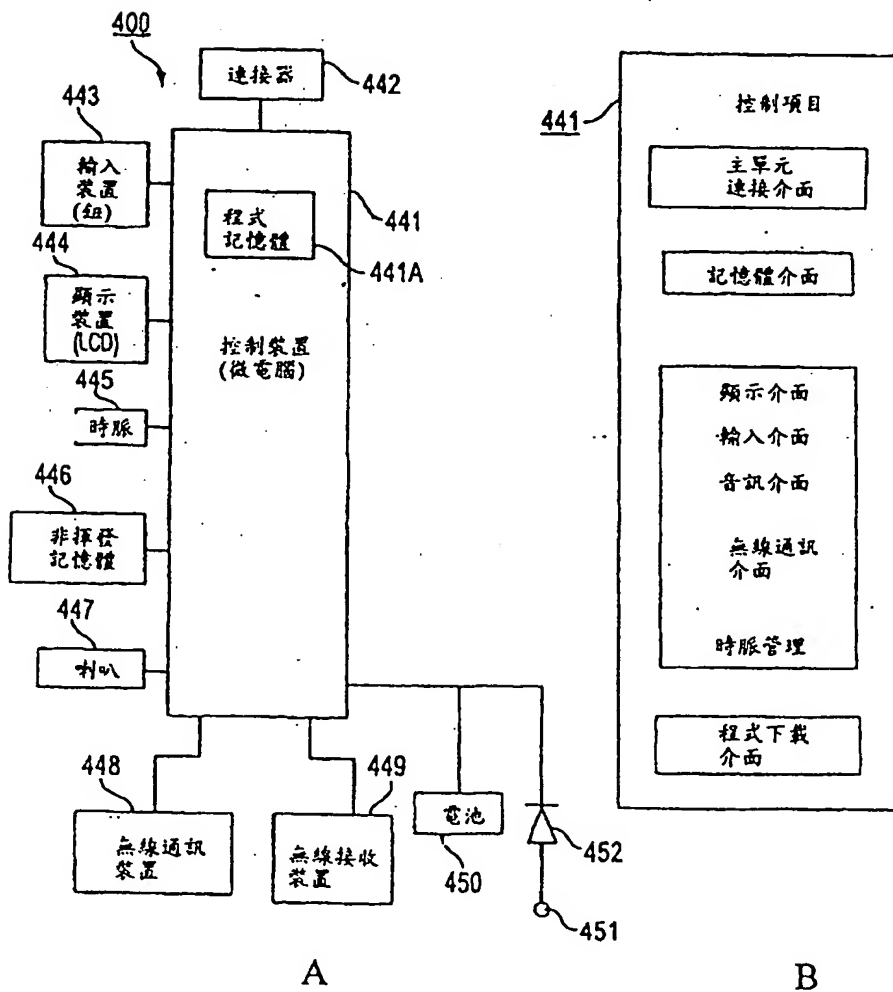 400
連接器
442
443
輸入
裝置
(鈕)
444
顯示
裝置
(LCD)
445
時脈
446
非揮發
記憶體
447
喇叭
程式
記憶體
441
441A
控制裝置
(微電腦)
448
無線通訊
裝置
449
無線接收
裝置
電池
450
452
451
A
441
控制項目
主單元
連接介面
記憶體介面
顯示介面
輸入介面
音訊介面
無線通訊
介面
時脈管理
程式下載
介面
B